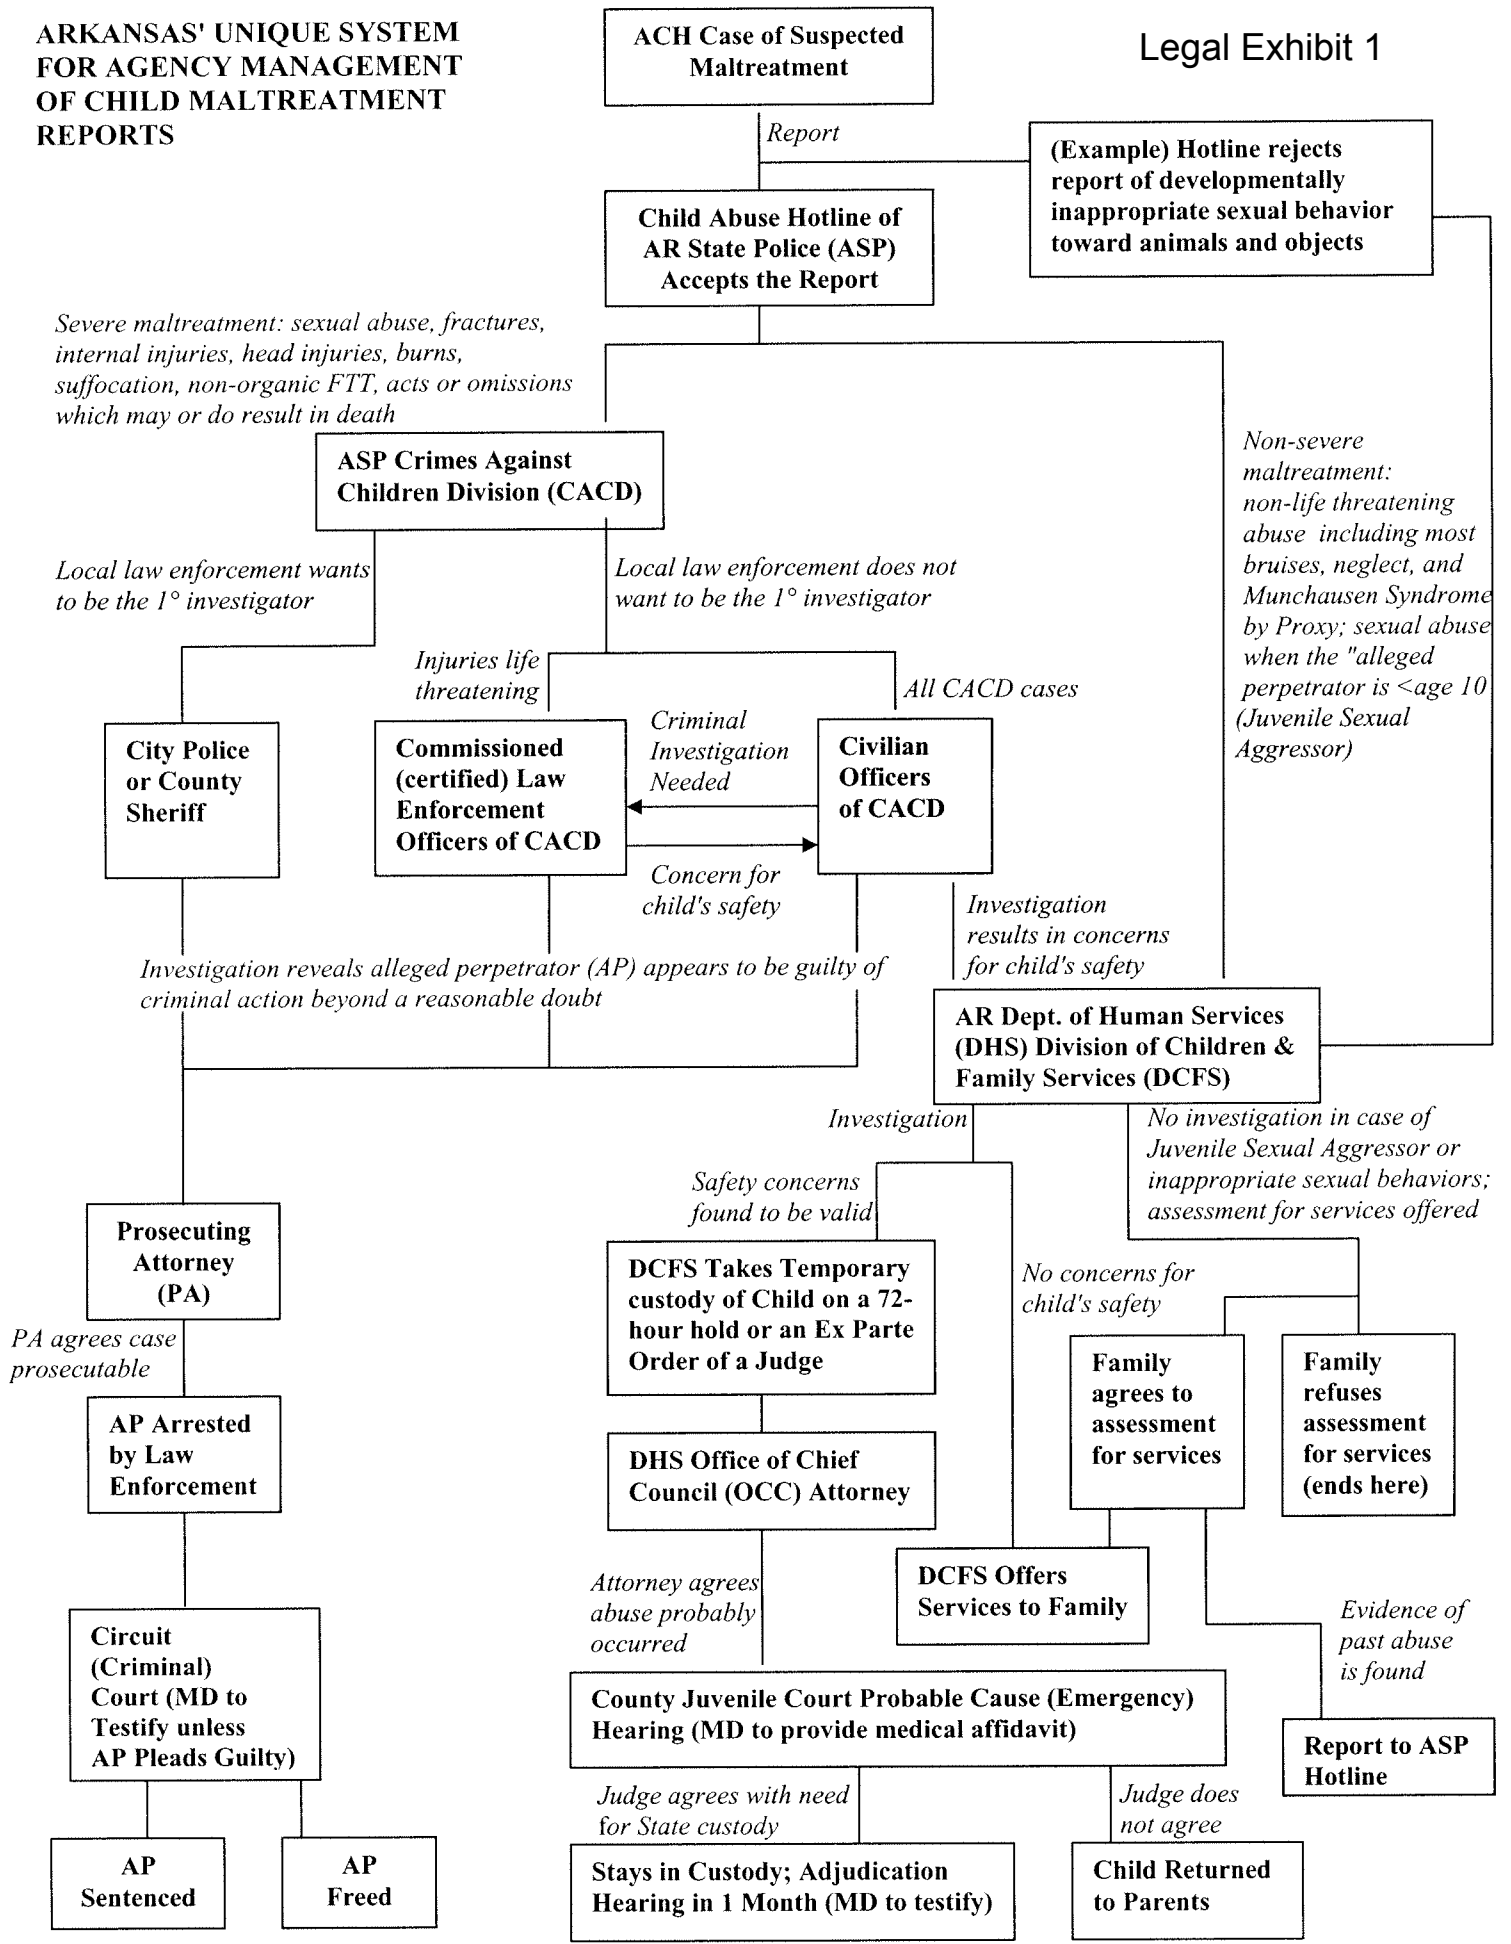 ARKANSAS' UNIQUE SYSTEM
FOR AGENCY MANAGEMENT
OF CHILD MALTREATMENT
REPORTS
ACH Case of Suspected
Maltreatment
Legal Exhibit 1
Report
(Example) Hotline rejects
report of developmentally
inappropriate sexual behavior
toward animals and objects
Child Abuse Hotline of
AR State Police (ASP)
Accepts the Report
Severe maltreatment: sexual abuse, fractures,
internal injuries, head injuries, burns,
suffocation, non-organic FTT, acts or omissions
which may or do result in death
ASP Crimes Against
Children Division (CACD)
Non-severe
maltreatment:
non-life threatening
abuse including most
bruises, neglect, and
Munchausen Syndrome
by Proxy; sexual abuse
when the "alleged
perpetrator is <age 10
(Juvenile Sexual
Aggressor)
Local law enforcement wants
to be the 1° investigator
Local law enforcement does not
want to be the 1° investigator
Injuries life
threatening
All CACD cases
City Police
or County
Sheriff
Commissioned
(certified) Law
Enforcement
Officers of CACD
Criminal
Investigation
Needed
Civilian
Officers
of CACD
Concern for
child's safety
Investigation
results in concerns
for child's safety
Investigation reveals alleged perpetrator (AP) appears to be guilty of
criminal action beyond a reasonable doubt
AR Dept. of Human Services
(DHS) Division of Children &
Family Services (DCFS)
Investigation
No investigation in case of
Juvenile Sexual Aggressor or
inappropriate sexual behaviors;
assessment for services offered
Safety concerns
found to be valid
Prosecuting
Attorney
(PA)
DCFS Takes Temporary
custody of Child on a 72-
hour hold or an Ex Parte
Order of a Judge
No concerns for
child's safety
PA agrees case
prosecutable
Family
agrees to
assessment
for services
Family
refuses
assessment
for services
(ends here)
AP Arrested
by Law
Enforcement
DHS Office of Chief
Council (OCC) Attorney
DCFS Offers
Services to Family
Attorney agrees
abuse probably
occurred
Evidence of
past abuse
is found
Circuit
(Criminal)
Court (MD to
Testify unless
AP Pleads Guilty)
County Juvenile Court Probable Cause (Emergency)
Hearing (MD to provide medical affidavit)
Report to ASP
Hotline
Judge agrees with need
for State custody
Judge does
not agree
AP
Sentenced
AP
Freed
Stays in Custody; Adjudication
Hearing in 1 Month (MD to testify)
Child Returned
to Parents